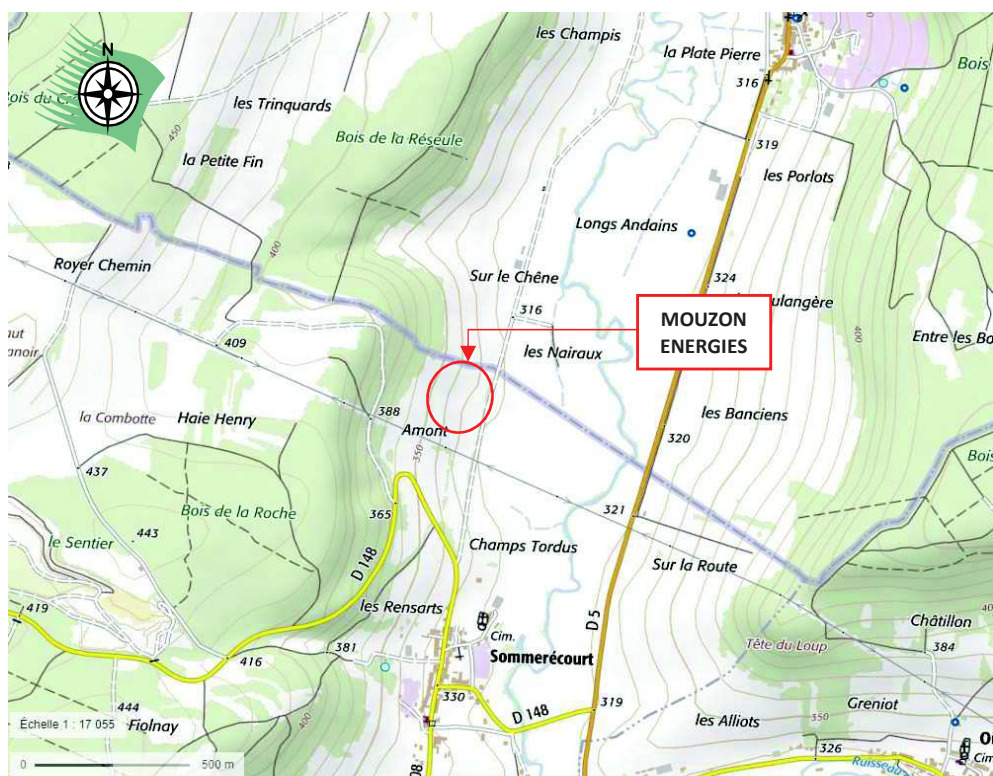 les Champis
la Plate Pierre
N
Bois
316
les Trinquards
450
Bois de la Réseule
319
la Petite Fin
les Porlots
Longs Andains
400
Royer Chemin
Sur le Chêne
324
316
MOUZON
ENERGIES
400
409
les Nairaux
Entre les Ba
la Combotte
Haie Henry
388
les Banciens
Amont
320
350
437
Bois de la Roche
365
321
443
le Sentier
Champs Tordus
D 148
Sur la Route
les Rensarts
D 5
419
Châtillon
Cim.
Tête du Loup
381
384
416
Sommerécourt
330
Greniot
444
400
319
Échelle 1 : 17 055
Fiolnay
D 148
les Alliots
350
326
Cim
0
500 m
Ruisseau